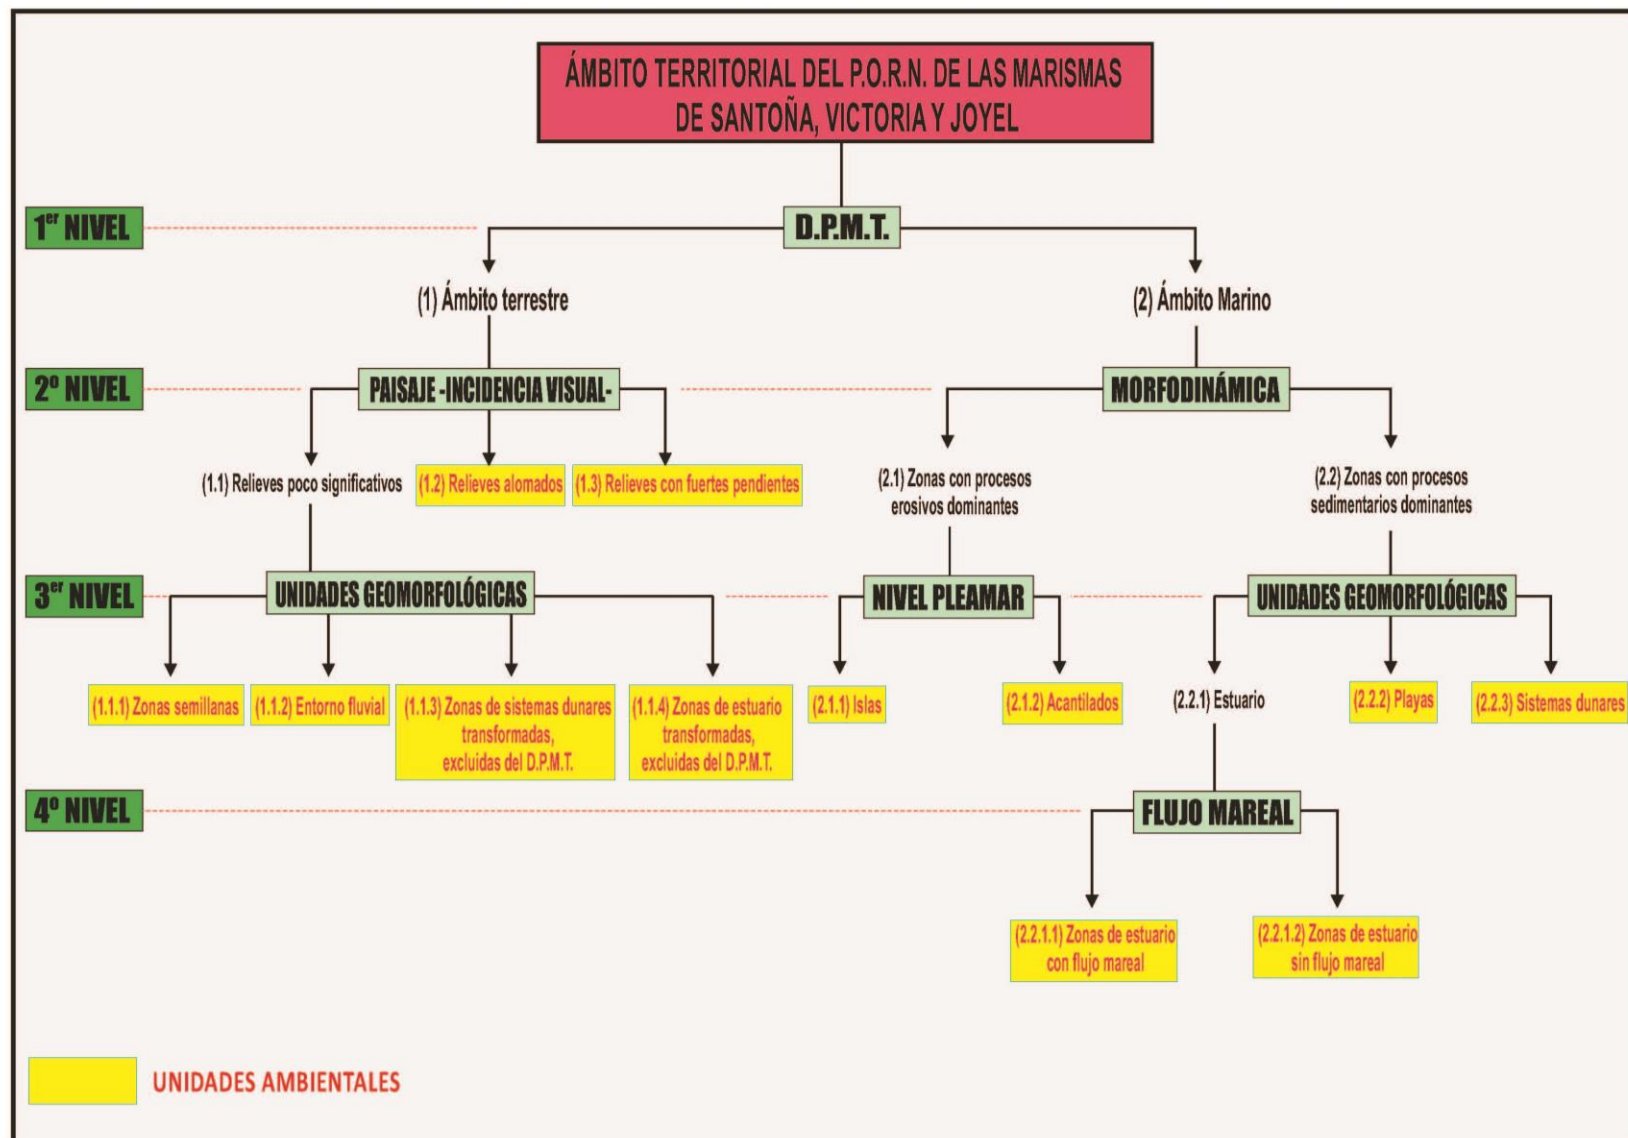 ÁMBITO TERRITORIAL DEL P.O.R.N. DE LAS MARISMAS
DE SANTOÑA, VICTORIA Y JOYEL
1er NIVEL
D.P.M.T.
(1) Ámbito terrestre
(2) Ámbito Marino
2º NIVEL
PAISAJE -INCIDENCIA VISUAL-
MORFODINÁMICA
(1.1) Relieves poco significativos
(1.2) Relieves alomados
(1.3) Relieves con fuertes pendientes
(2.1) Zonas con procesos
erosivos dominantes
(2.2) Zonas con procesos
sedimentarios dominantes
3er NIVEL
UNIDADES GEOMORFOLÓGICAS
NIVEL PLEAMAR
UNIDADES GEOMORFOLÓGICAS
(1.1.1) Zonas semillanas
(1.1.2) Entorno fluvial
(1.1.3) Zonas de sistemas dunares
transformadas,
excluidas del D.P.M.T.
(1.1.4) Zonas de estuario
transformadas,
excluidas del D.P.M.T.
(2.1.1) Islas
(2.1.2) Acantilados
(2.2.1) Estuario
(2.2.2) Playas
(2.2.3) Sistemas dunares
4º NIVEL
FLUJO MAREAL
(2.2.1.1) Zonas de estuario
con flujo mareal
(2.2.1.2) Zonas de estuario
sin flujo mareal
UNIDADES AMBIENTALES